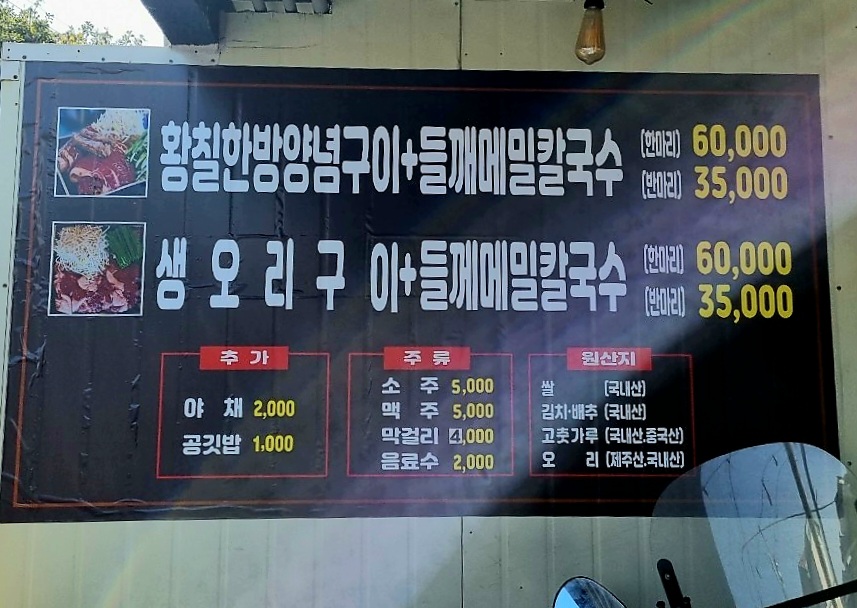 황칠한방양념구이+들깨메밀칼국수 (한마리) 60,000
(반마리) 35,000
생오리구이+들깨메밀칼국수 (한마리) 60,000
(반마리) 35,000
추가
야채 2,000
공깃밥 1,000
주류
소주 5,000
맥주 5,000
막걸리 4,000
음료수 2,000
원산지
쌀 (국내산)
김치·배추 (국내산)
고춧가루 (국내산.중국산)
오리 (제주산.국내산)